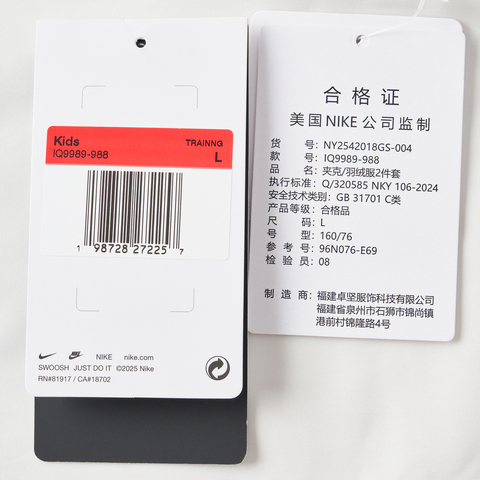 Kids
TRAINNG
IQ9989-988
L
1 98728 27225 7
NIKE nike.com
SWOOSH JUST DO IT ©2025 Nike
RN#81917 / CA#18702
合格证
美国NIKE公司监制
货 号: NY2542018GS-004
款 号: IQ9989-988
品 名: 夹克/羽绒服2件套
执行标准: Q/320585 NKY 106-2024
安全技术类别: GB 31701 C类
产品等级: 合格品
尺 码: L
号 型: 160/76
参 考 号: 96N076-E69
检 验 员: 08
制 造 商: 福建卓坚服饰科技有限公司
福建省泉州市石狮市锦尚镇
港前村锦隆路4号